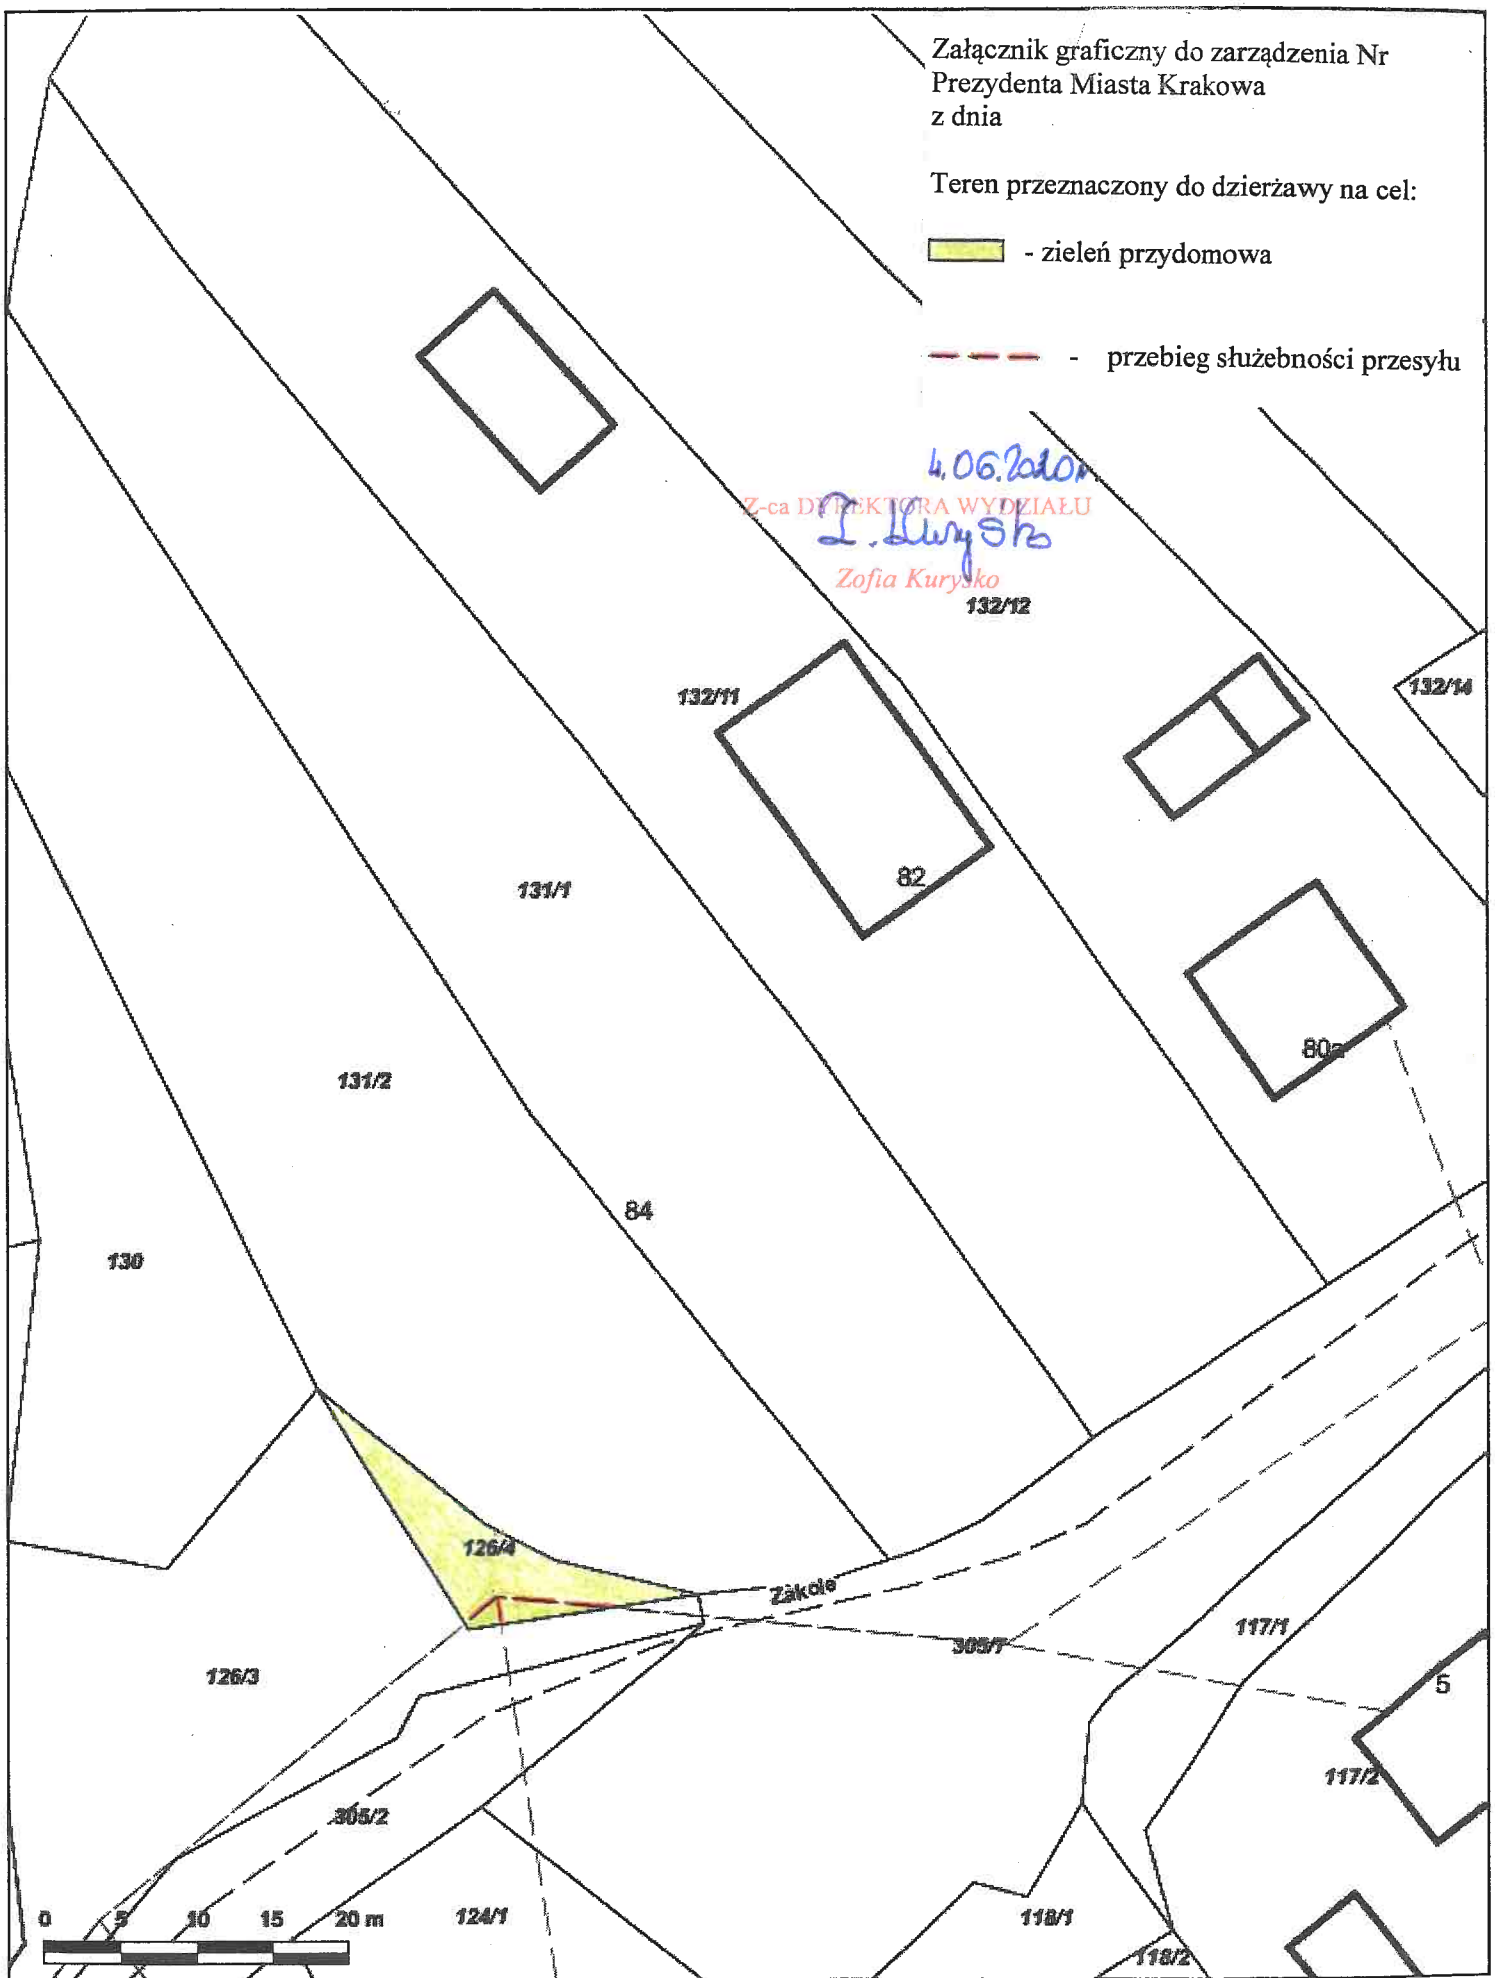 Załącznik graficzny do zarządzenia Nr
Prezydenta Miasta Krakowa
z dnia
Teren przeznaczony do dzierżawy na cel:
- zieleń przydomowa
- przebieg służebności przesyłu
Z-ca DYREKTORA WYDZIAŁU
Zofia Kurysko
132/12
132/11
132/14
82
131/1
80a
131/2
84
130
126/4
Zakole
305/7
117/1
126/3
5
117/2
305/2
124/1
118/1
118/2
0 5 10 15 20 m